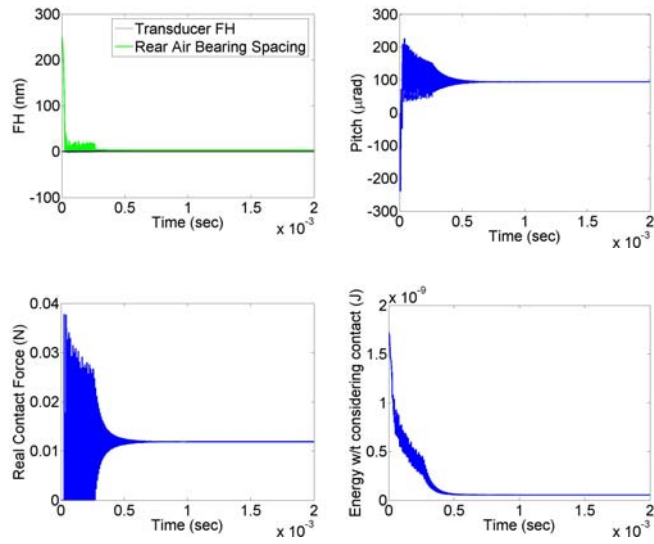 Transducer FH
Rear Air Bearing Spacing
FH (nm)
300
200
100
0
-100
0
0.5
1
1.5
2
Time (sec)
x 10⁻³
Pitch (μrad)
300
200
100
0
-100
-200
-300
0
0.5
1
1.5
2
Time (sec)
x 10⁻³
Real Contact Force (N)
0.04
0.03
0.02
0.01
0
0
0.5
1
1.5
2
Time (sec)
x 10⁻³
Energy w/t considering contact (J)
x 10⁻⁹
2
1.5
1
0.5
0
0
0.5
1
1.5
2
Time (sec)
x 10⁻³